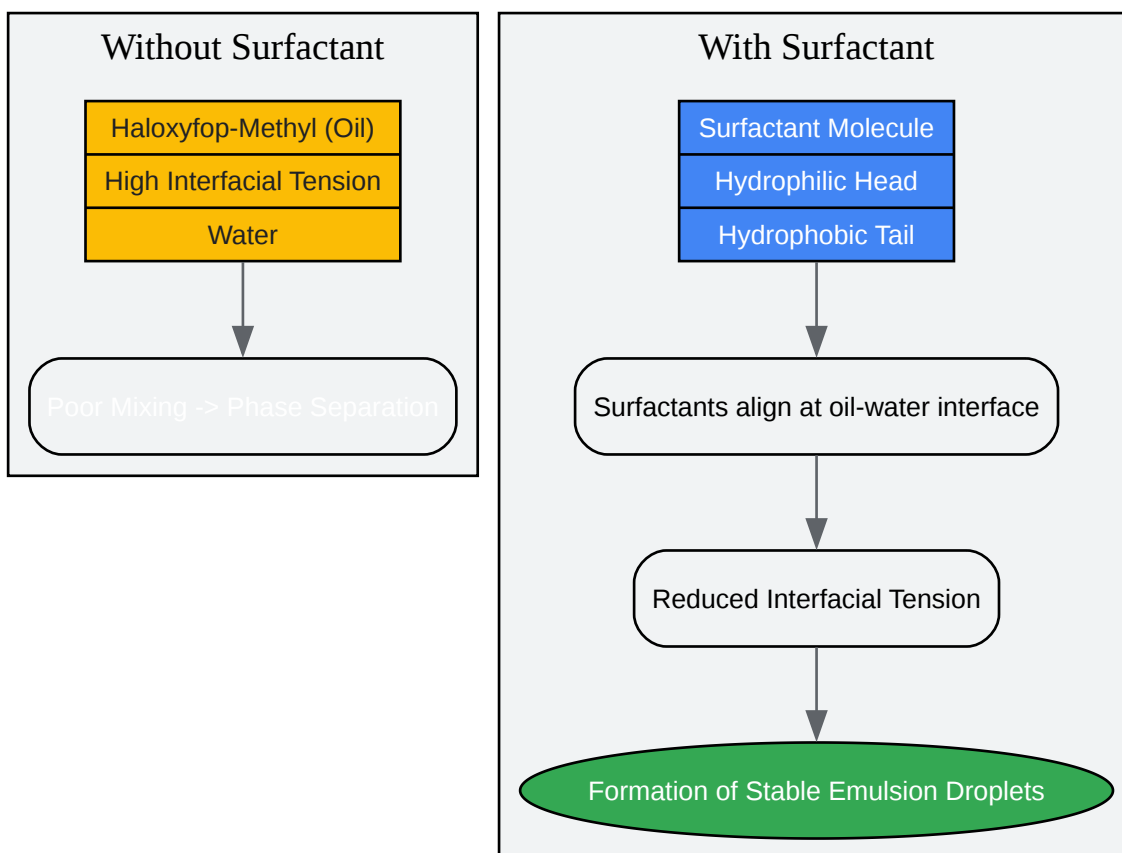 Without Surfactant
Haloxyfop-Methyl (Oil)
High Interfacial Tension
Water
Poor Mixing -> Phase Separation
With Surfactant
Surfactant Molecule
Hydrophilic Head
Hydrophobic Tail
Surfactants align at oil-water interface
Reduced Interfacial Tension
Formation of Stable Emulsion Droplets